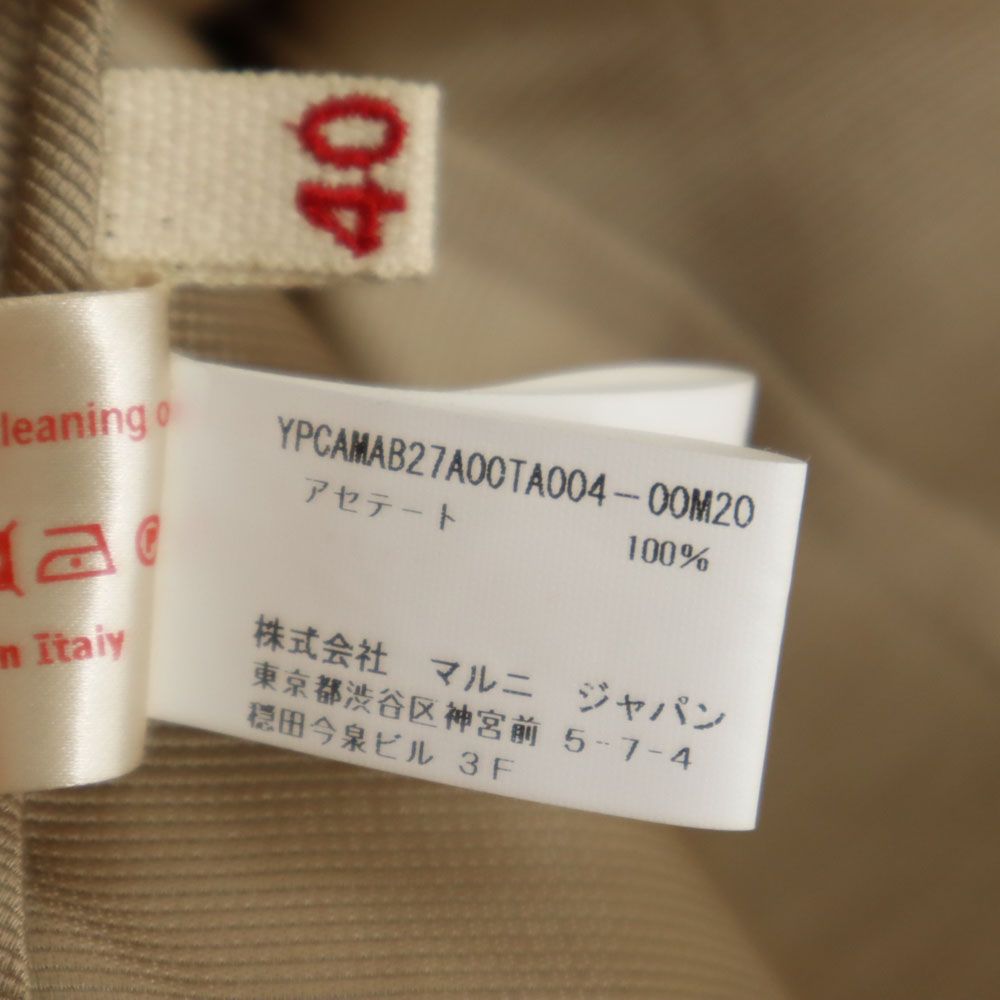 40
leaning
n Italy
YPCAMAB27A00TA004-00M20
アセテート
100%
株式会社 マルニ ジャパン
東京都渋谷区神宮前 5-7-4
穏田今泉ビル 3F